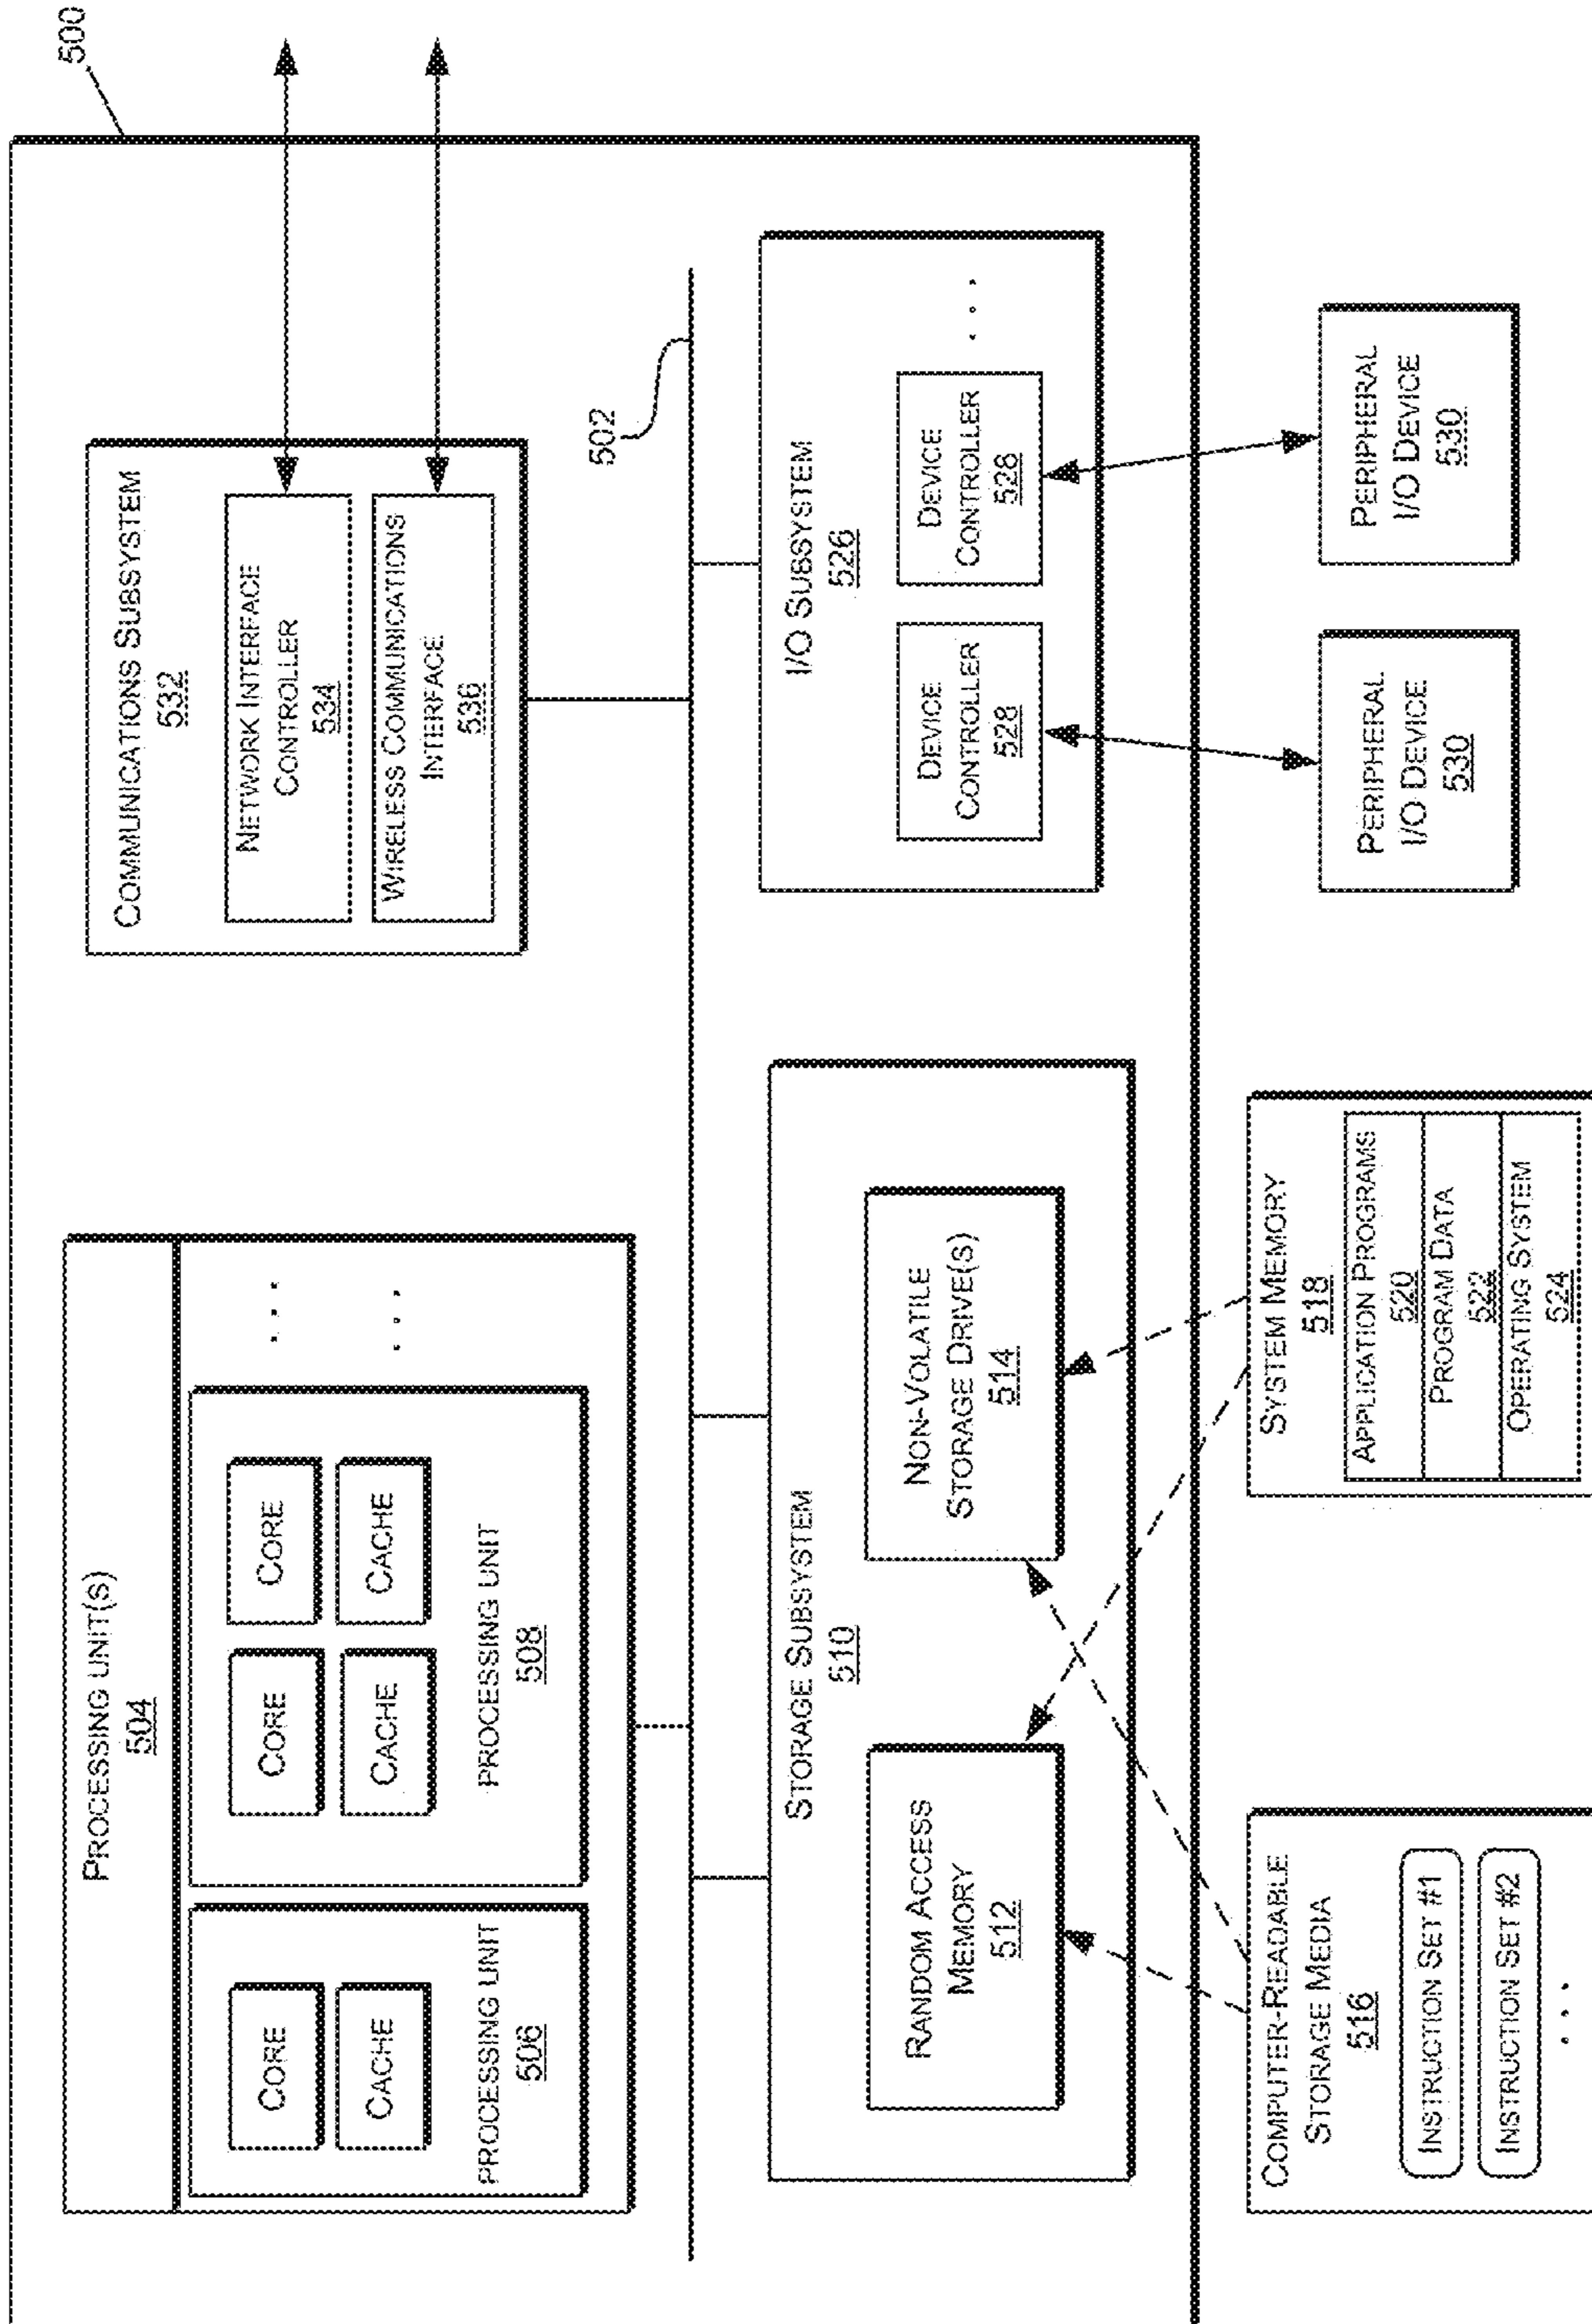 500
PROCESSING UNIT(S)
504
CORE
CACHE
PROCESSING UNIT
506
CORE
CORE
CACHE
CACHE
PROCESSING UNIT
508
. . .
. . .
COMMUNICATIONS SUBSYSTEM
532
NETWORK INTERFACE
CONTROLLER
534
WIRELESS COMMUNICATIONS
INTERFACE
536
502
STORAGE SUBSYSTEM
510
RANDOM ACCESS
MEMORY
512
NON-VOLATILE
STORAGE DRIVE(S)
514
I/O SUBSYSTEM
526
DEVICE
CONTROLLER
528
DEVICE
CONTROLLER
528
. . .
COMPUTER-READABLE
STORAGE MEDIA
516
INSTRUCTION SET #1
INSTRUCTION SET #2
. . .
SYSTEM MEMORY
518
APPLICATION PROGRAMS
520
PROGRAM DATA
522
OPERATING SYSTEM
524
PERIPHERAL
I/O DEVICE
530
PERIPHERAL
I/O DEVICE
530